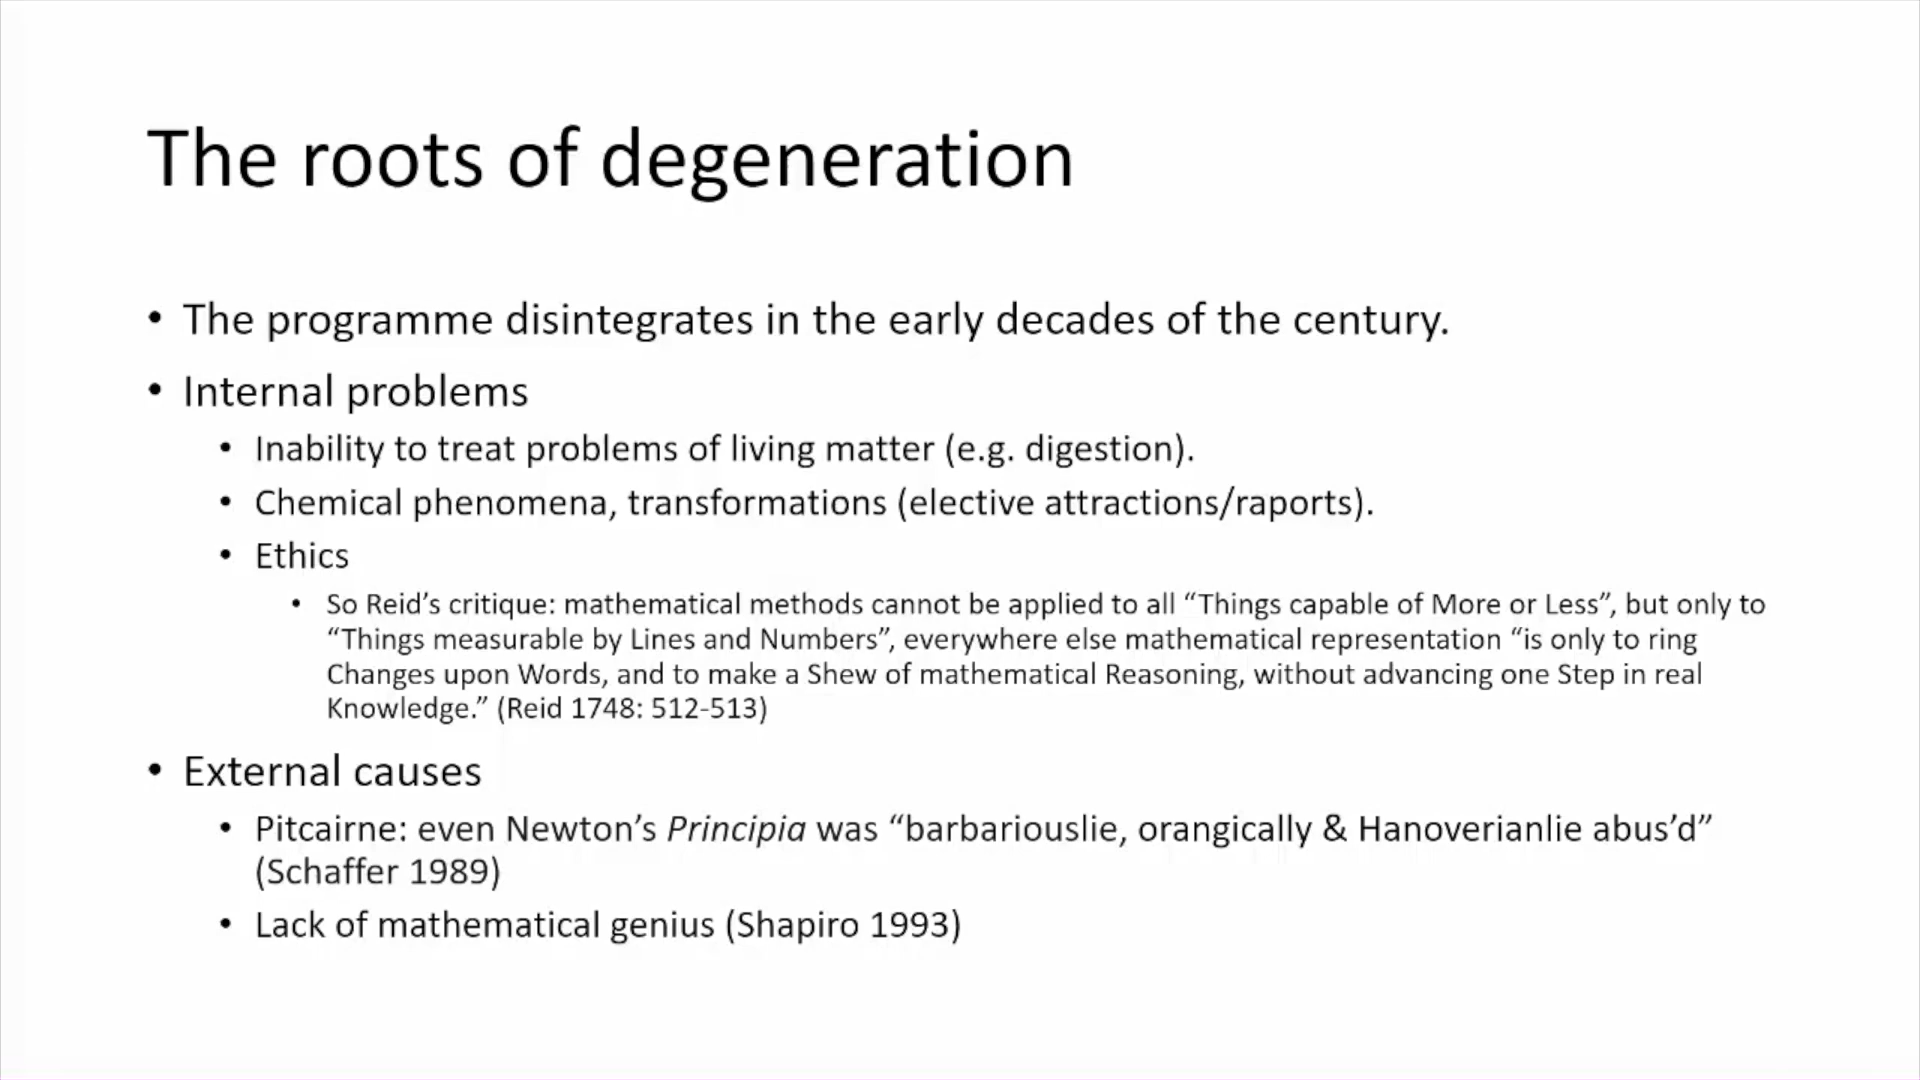 The roots of degeneration
• The programme disintegrates in the early decades of the century.
• Internal problems
• Inability to treat problems of living matter (e.g. digestion).
• Chemical phenomena, transformations (elective attractions/raports).
• Ethics
• So Reid’s critique: mathematical methods cannot be applied to all “Things capable of More or Less”, but only to
“Things measurable by Lines and Numbers”, everywhere else mathematical representation “is only to ring
Changes upon Words, and to make a Shew of mathematical Reasoning, without advancing one Step in real
Knowledge.” (Reid 1748: 512-513)
• External causes
• Pitcairne: even Newton’s Principia was “barbariouslie, orangically & Hanoverianlie abus’d”
(Schaffer 1989)
• Lack of mathematical genius (Shapiro 1993)